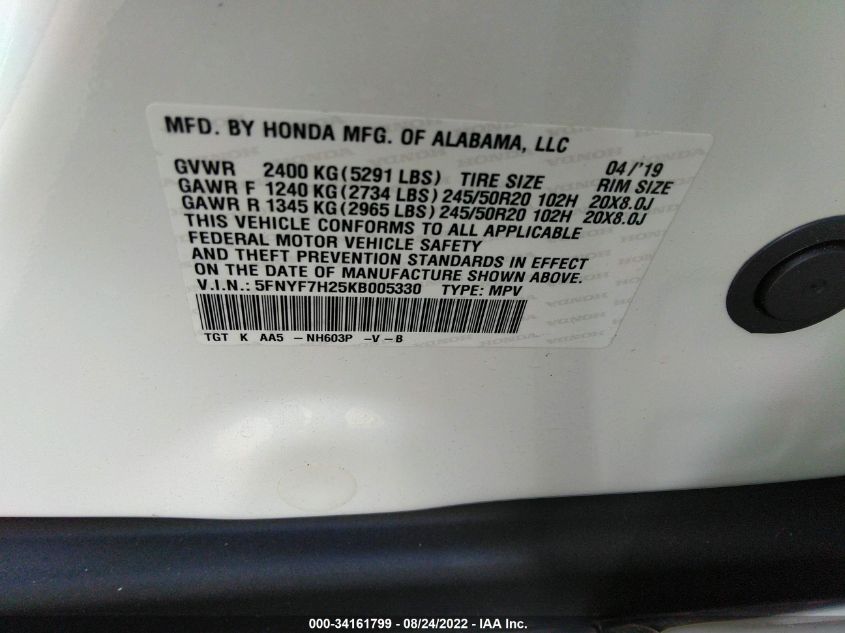 MFD. BY HONDA MFG. OF ALABAMA, LLC
GVWR 2400 KG (5291 LBS) TIRE SIZE 04/'19 RIM SIZE
GAWR F 1240 KG (2734 LBS) 245/50R20 102H 20X8.0J
GAWR R 1345 KG (2965 LBS) 245/50R20 102H 20X8.0J
THIS VEHICLE CONFORMS TO ALL APPLICABLE
FEDERAL MOTOR VEHICLE SAFETY
AND THEFT PREVENTION STANDARDS IN EFFECT
ON THE DATE OF MANUFACTURE SHOWN ABOVE.
V.I.N.: 5FNYF7H25KB005330 TYPE: MPV
TGT K AA5 -NH603P -V-B
000-34161799 - 08/24/2022 - IAA Inc.